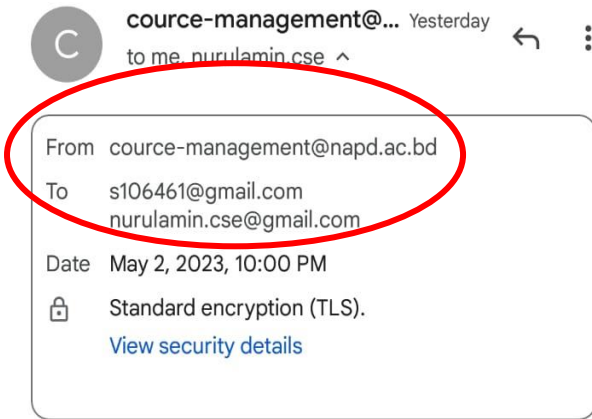 C
cource-management@... Yesterday
to me, nurulamin.cse
From cource-management@napd.ac.bd
To s106461@gmail.com
nurulamin.cse@gmail.com
Date May 2, 2023, 10:00 PM
Standard encryption (TLS).
View security details